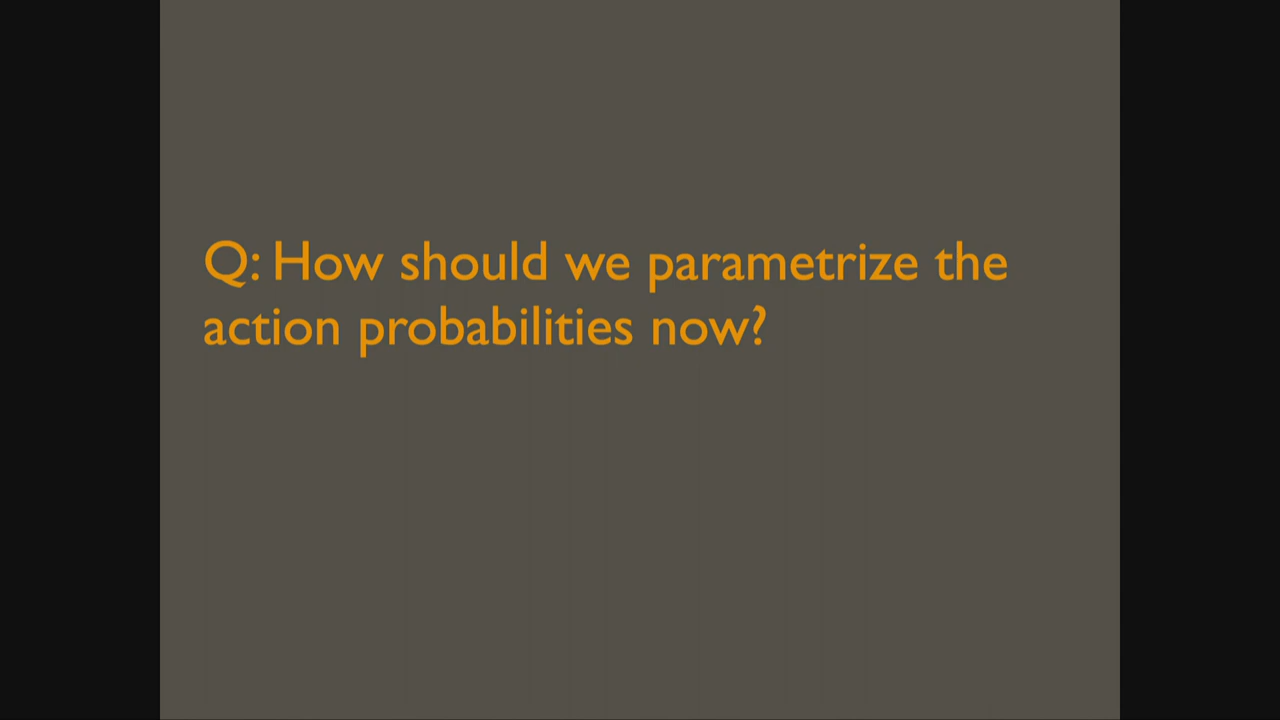 Q: How should we parametrize the
action probabilities now?